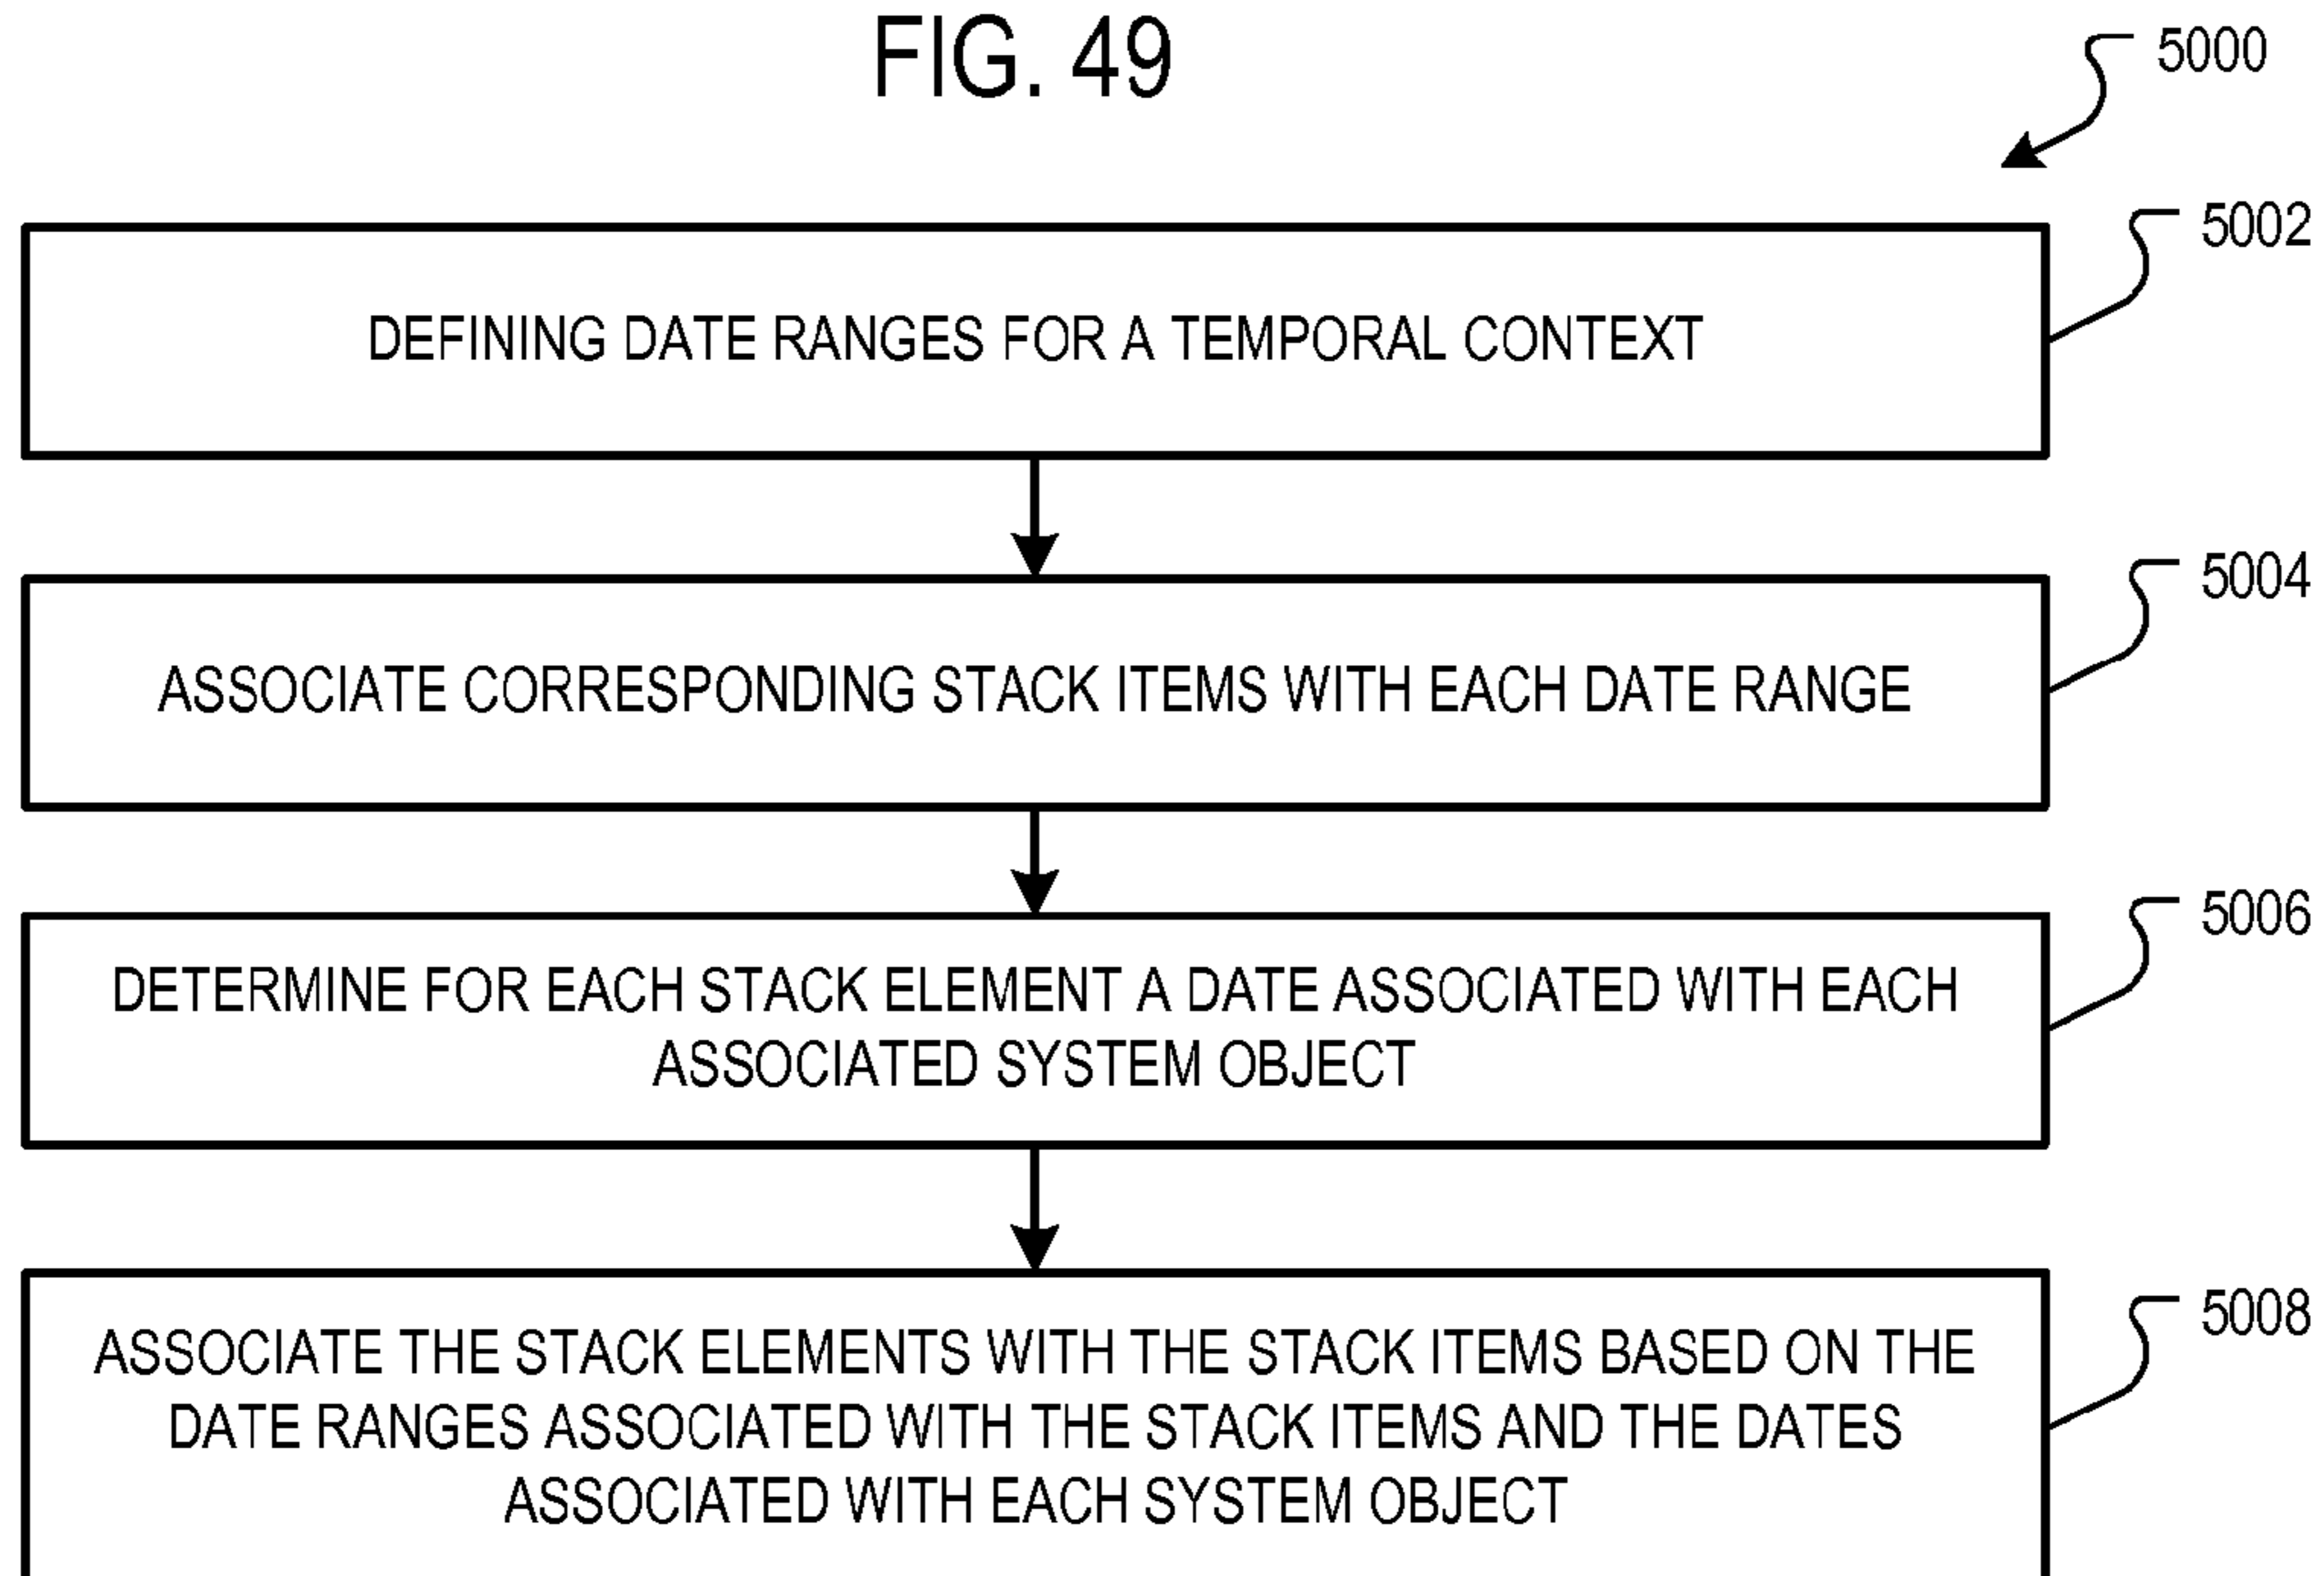 FIG. 49
5000
5002
DEFINING DATE RANGES FOR A TEMPORAL CONTEXT
5004
ASSOCIATE CORRESPONDING STACK ITEMS WITH EACH DATE RANGE
5006
DETERMINE FOR EACH STACK ELEMENT A DATE ASSOCIATED WITH EACH
ASSOCIATED SYSTEM OBJECT
5008
ASSOCIATE THE STACK ELEMENTS WITH THE STACK ITEMS BASED ON THE
DATE RANGES ASSOCIATED WITH THE STACK ITEMS AND THE DATES
ASSOCIATED WITH EACH SYSTEM OBJECT